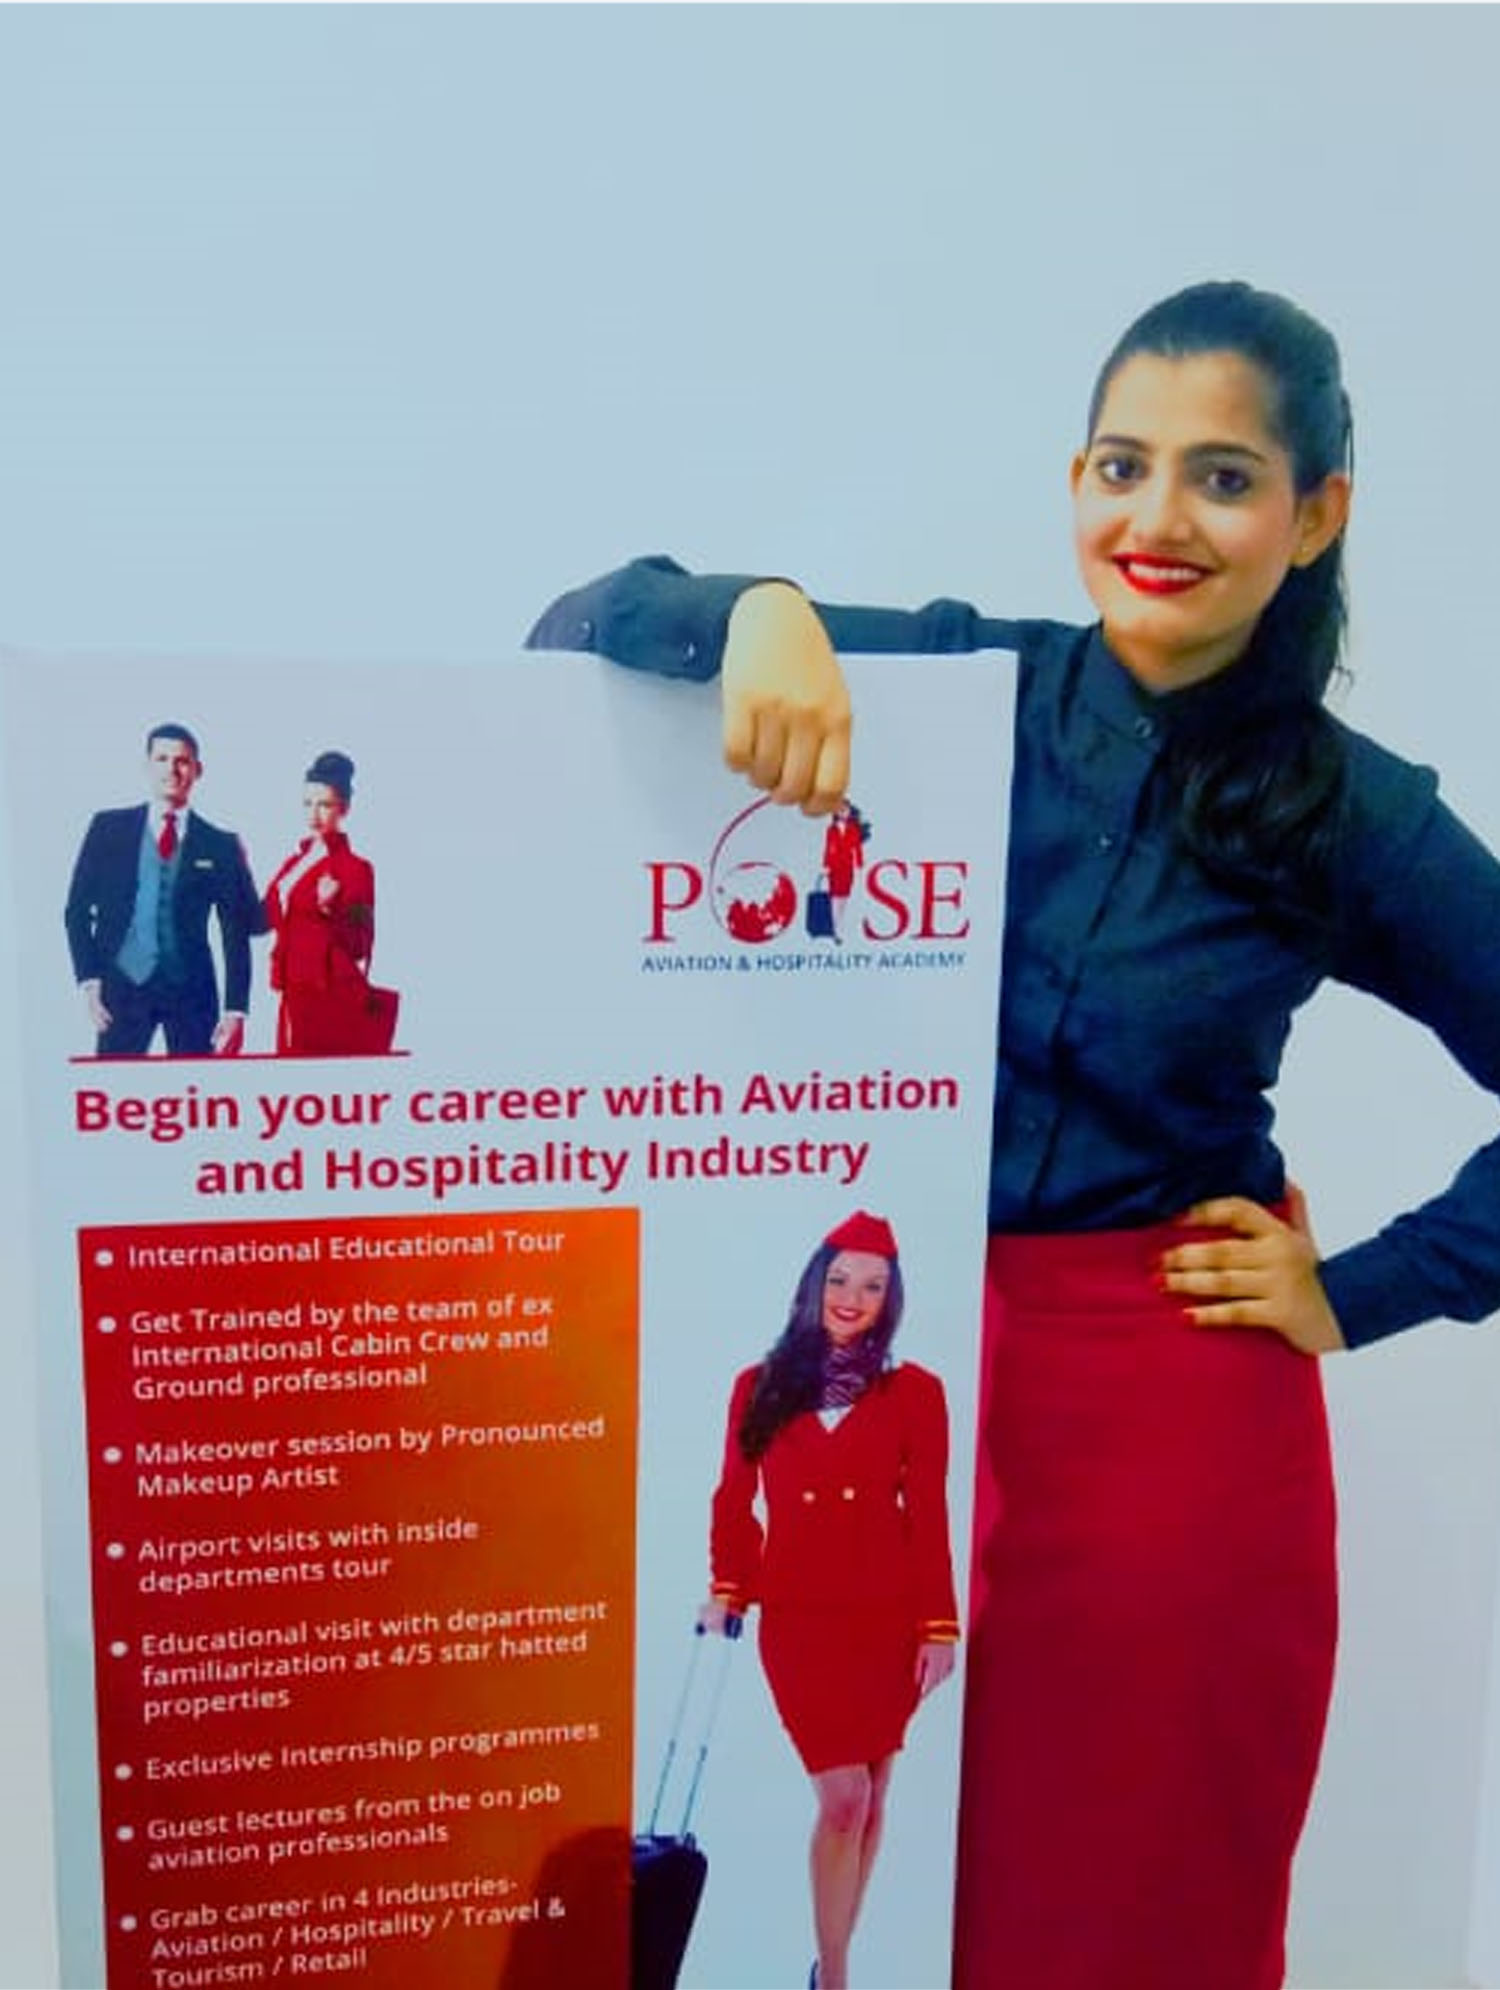 POISE
AVIATION & HOSPITALITY ACADEMY
Begin your career with Aviation
and Hospitality Industry
• International Educational Tour
• Get Trained by the team of ex
International Cabin Crew and
Ground professional
• Makeover session by Pronounced
Makeup Artist
• Airport visits with inside
departments tour
• Educational visit with department
familiarization at 4/5 star hatted
properties
• Exclusive Internship programmes
• Guest lectures from the on job
aviation professionals
• Grab career in 4 Industries-
Aviation / Hospitality / Travel &
Tourism / Retail